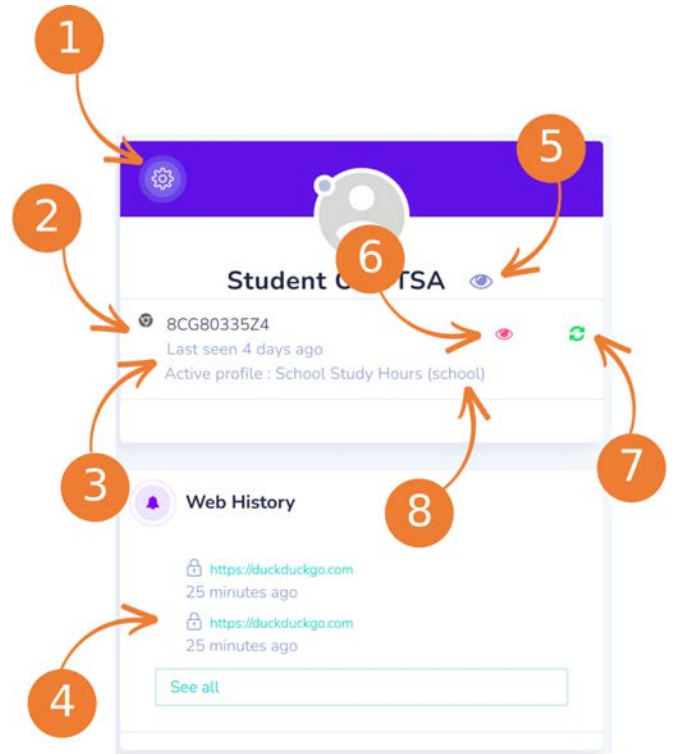 1
5
2
6
Student TSA
8CG80335Z4
Last seen 4 days ago
Active profile : School Study Hours (school)
7
3
8
Web History
https://duckduckgo.com
25 minutes ago
https://duckduckgo.com
25 minutes ago
4
See all